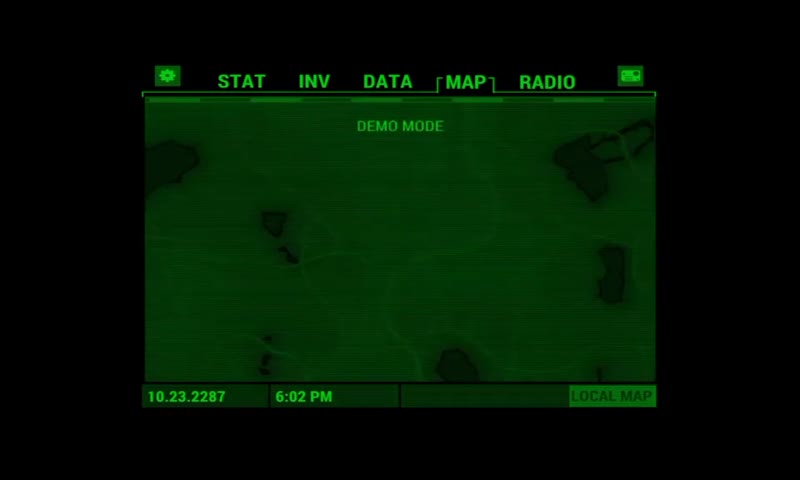 STAT INV DATA MAP RADIO
DEMO MODE
10.23.2287 6:02 PM LOCAL MAP